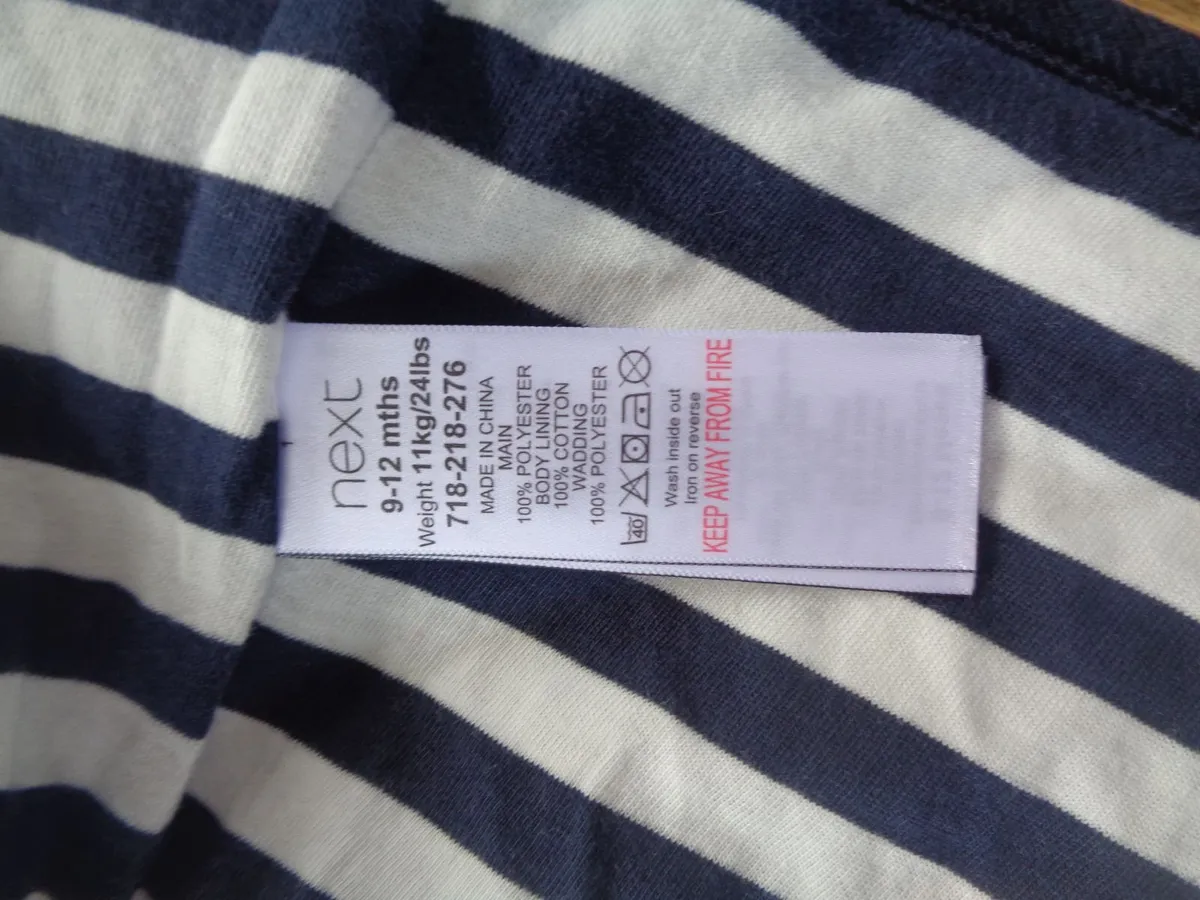 next
9-12 mths
Weight 11kg/24lbs
718-218-276
MADE IN CHINA
MAIN
100% POLYESTER
BODY LINING
100% COTTON
WADDING
100% POLYESTER
40
Wash inside out
Iron on reverse
KEEP AWAY FROM FIRE